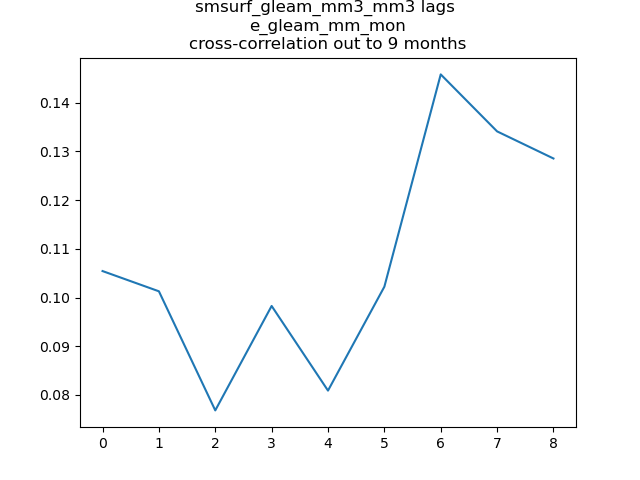 smsurf_gleam_mm3_mm3 lags
e_gleam_mm_mon
cross-correlation out to 9 months
0.14
0.13
0.12
0.11
0.10
0.09
0.08
0 1 2 3 4 5 6 7 8